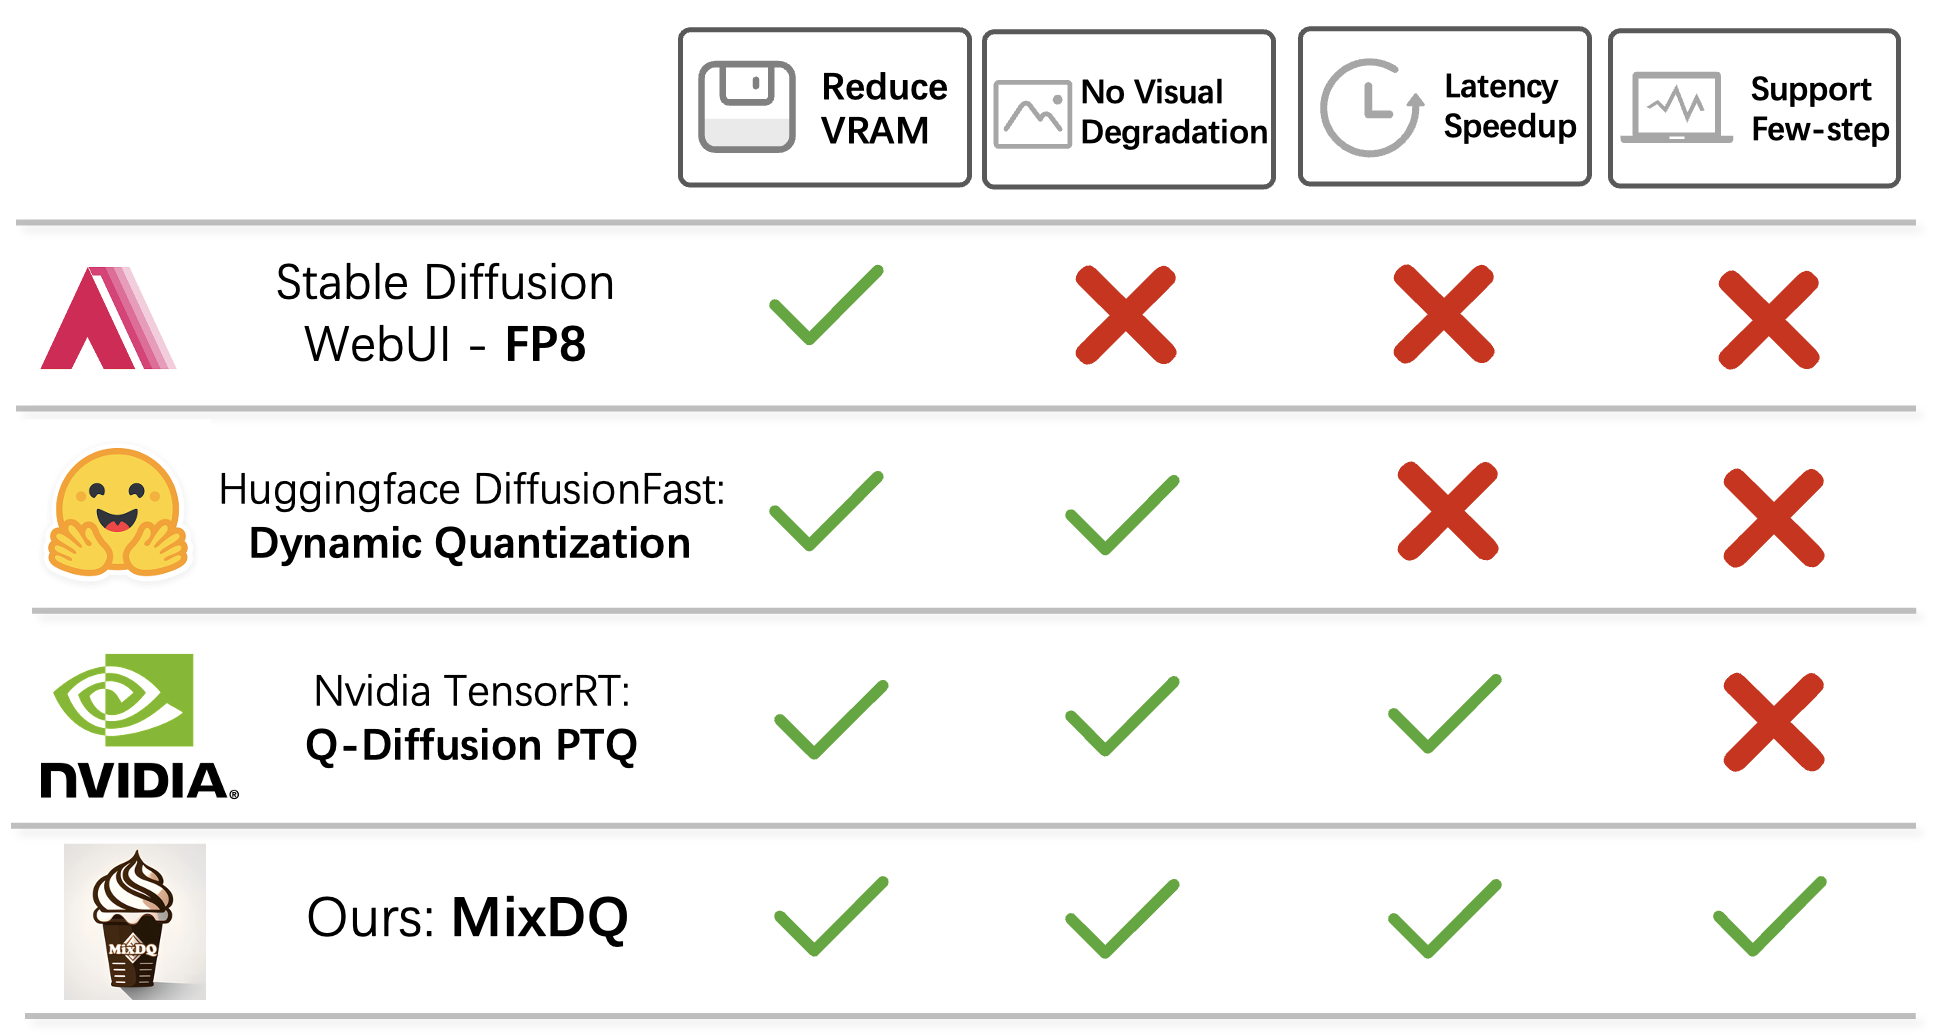 Reduce
VRAM
No Visual
Degradation
Latency
Speedup
Support
Few-step
Stable Diffusion
WebUI - FP8
Huggingface DiffusionFast:
Dynamic Quantization
Nvidia TensorRT:
Q-Diffusion PTQ
NVIDIA®
Ours: MixDQ
MixDQ